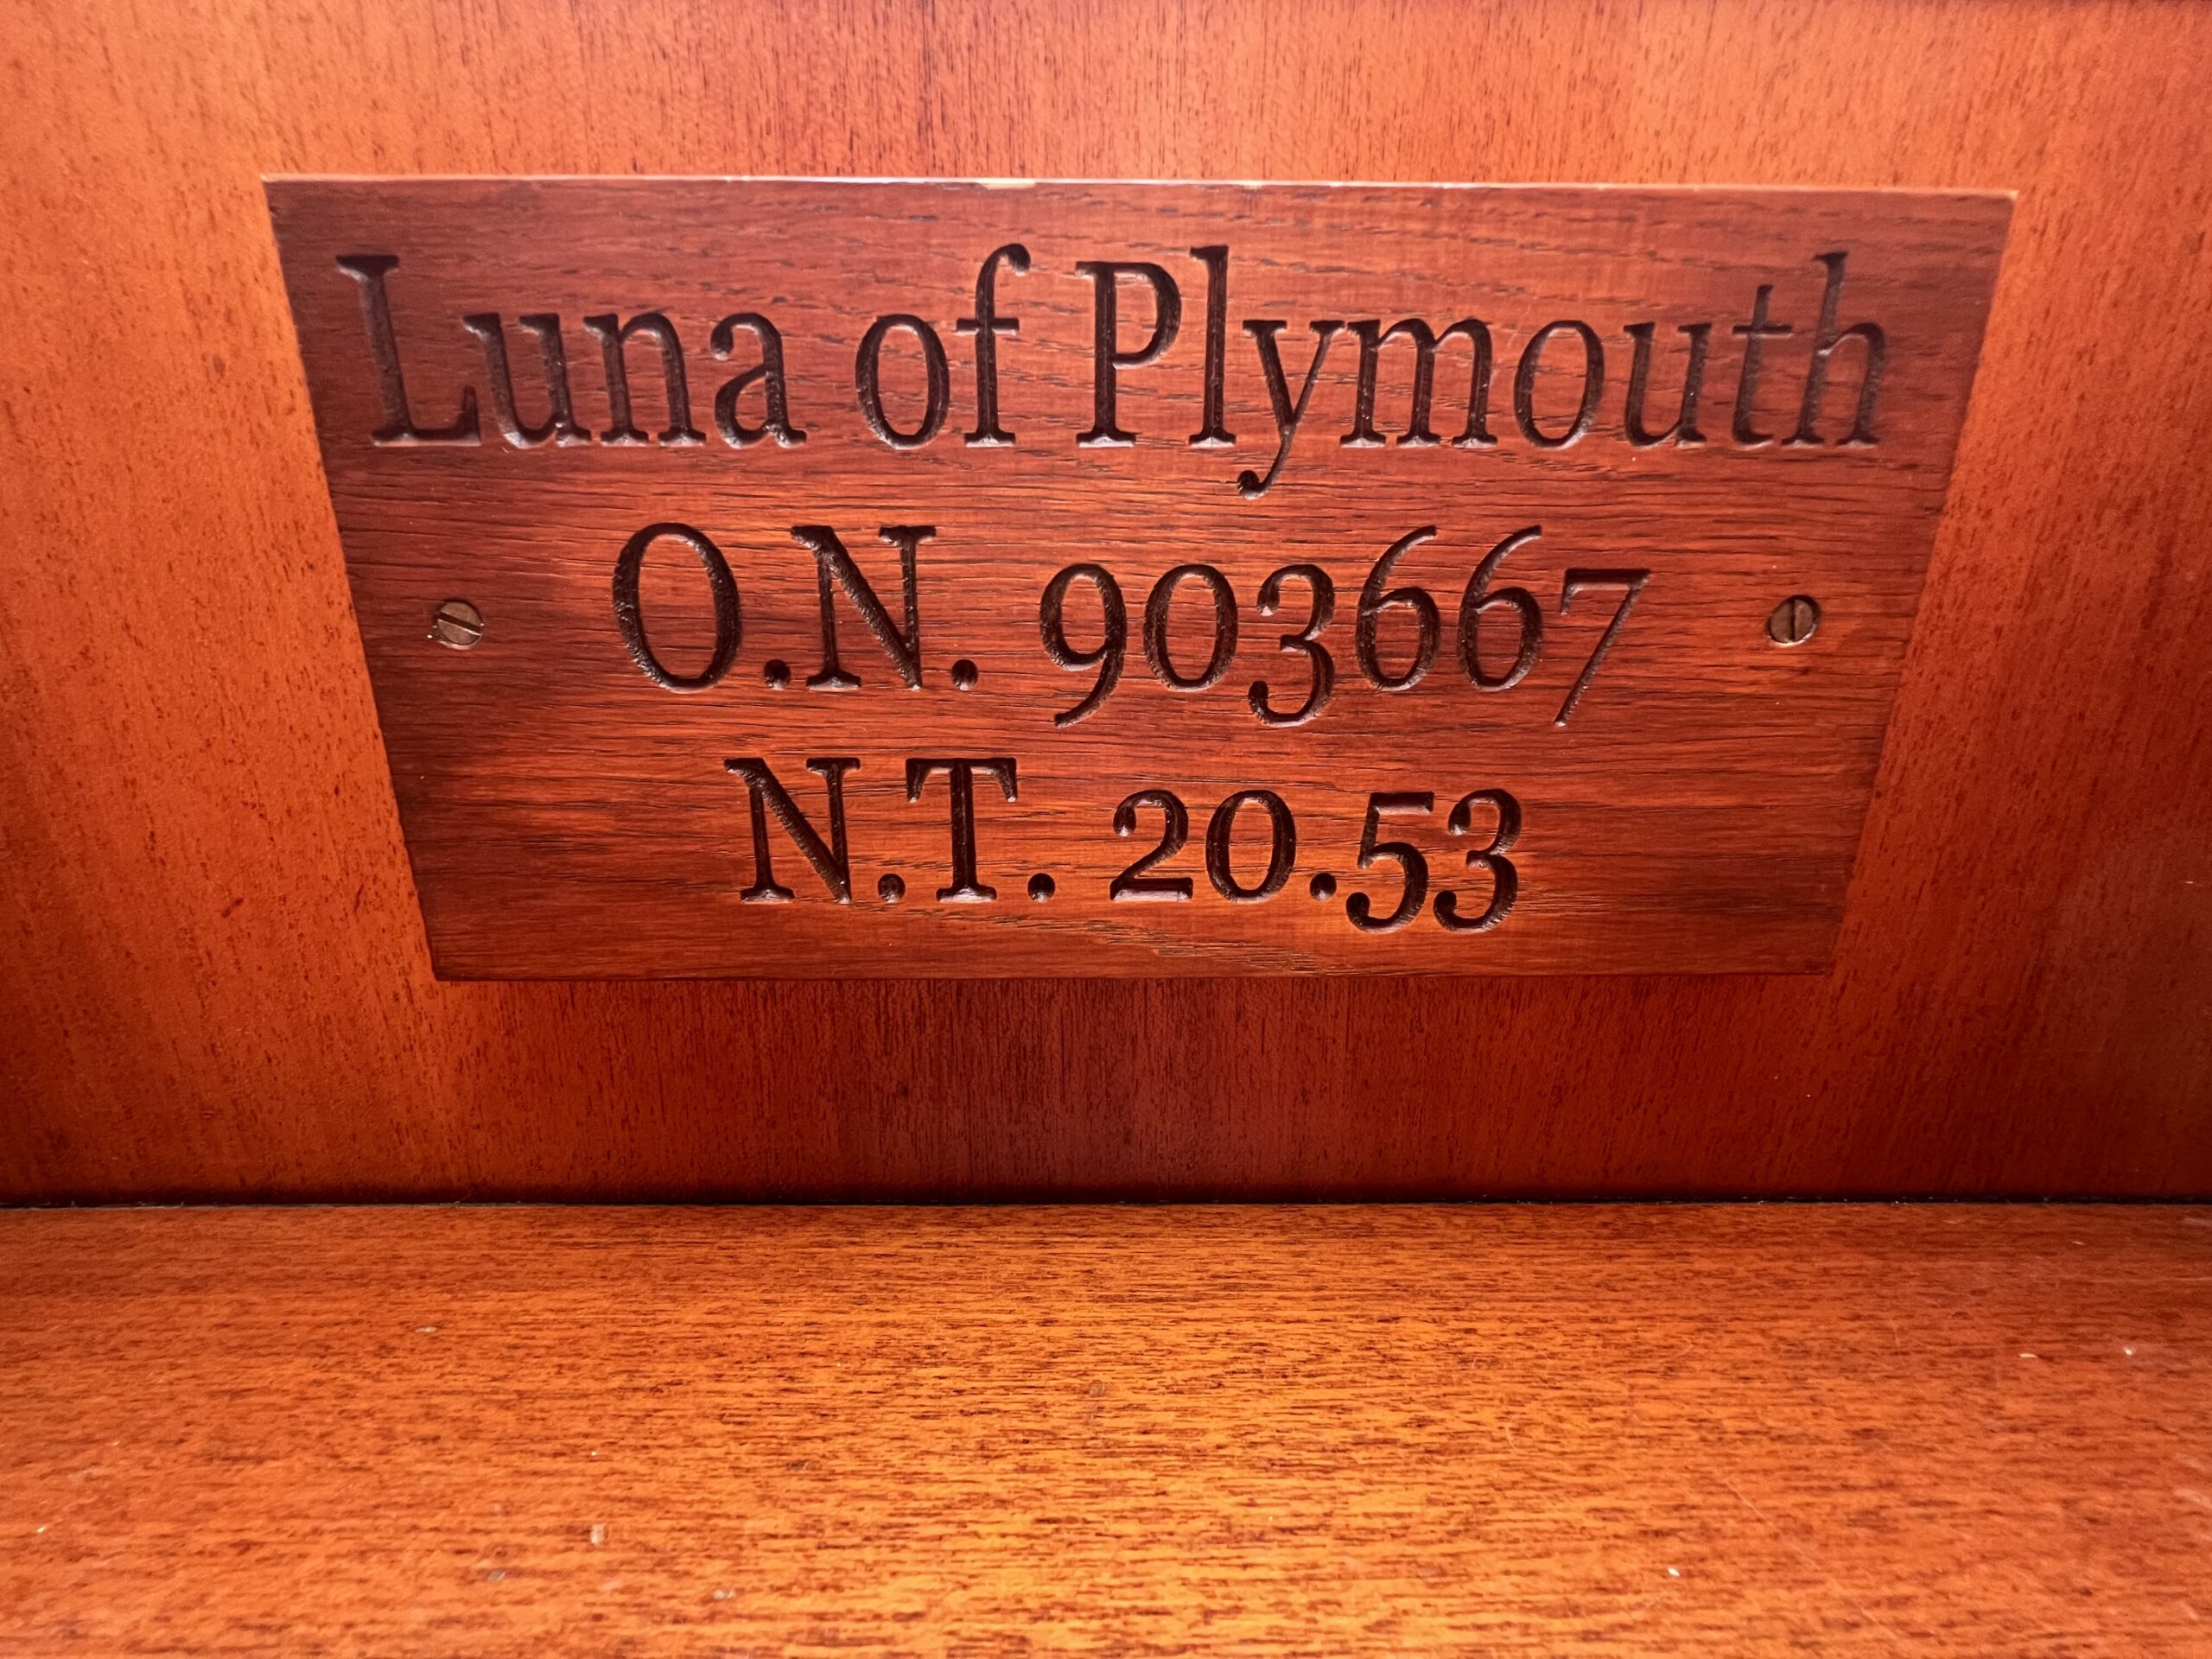 Luna of Plymouth
O.N. 903667
N.T. 20.53